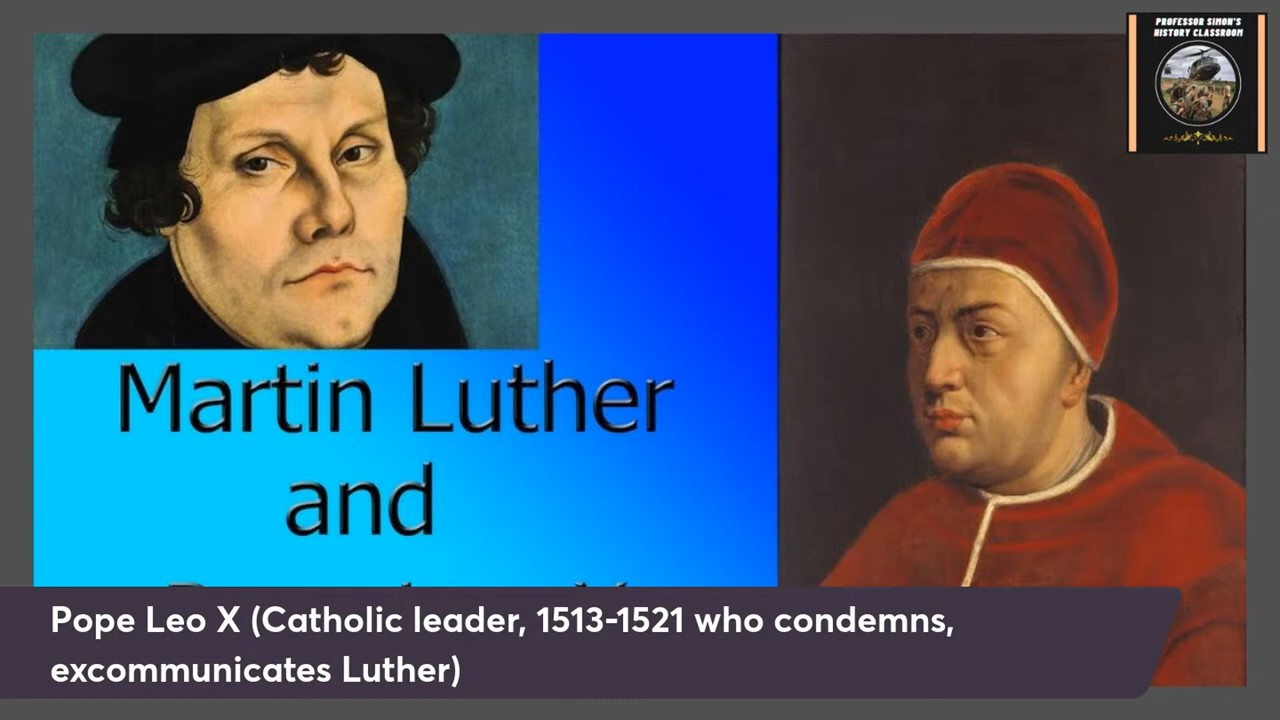 PROFESSOR SIMON'S
HISTORY CLASSROOM
Martin Luther
and
Pope Leo X (Catholic leader, 1513-1521 who condemns,
excommunicates Luther)